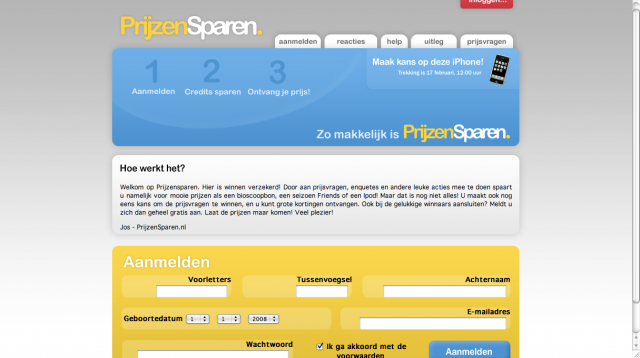 Inloggen...
PrijzenSparen.
aanmelden reacties help uitleg prijsvragen
1 2 3
Aanmelden Credits sparen Ontvang je prijs!
Maak kans op deze iPhone!
Trekking is 17 februari, 12:00 uur
Zo makkelijk is PrijzenSparen.
Hoe werkt het?
Welkom op Prijzensparen. Hier is winnen verzekerd! Door aan prijsvragen, enquetes en andere leuke acties mee te doen spaart
u namelijk voor mooie prijzen als een bioscoopbon, een seizoen Friends of een Ipod! Maar dat is nog niet alles! U maakt ook nog
eens kans om de prijsvragen te winnen, en u kunt grote kortingen ontvangen. Ook bij de gelukkige winnaars aansluiten? Meldt u
zich dan geheel gratis aan. Laat de prijzen maar komen! Veel plezier!
Jos - PrijzenSparen.nl
Aanmelden
Voorletters Tussenvoegsel Achternaam
Geboortedatum 1 1 2008 E-mailadres
Wachtwoord Ik ga akkoord met de
voorwaarden Aanmelden